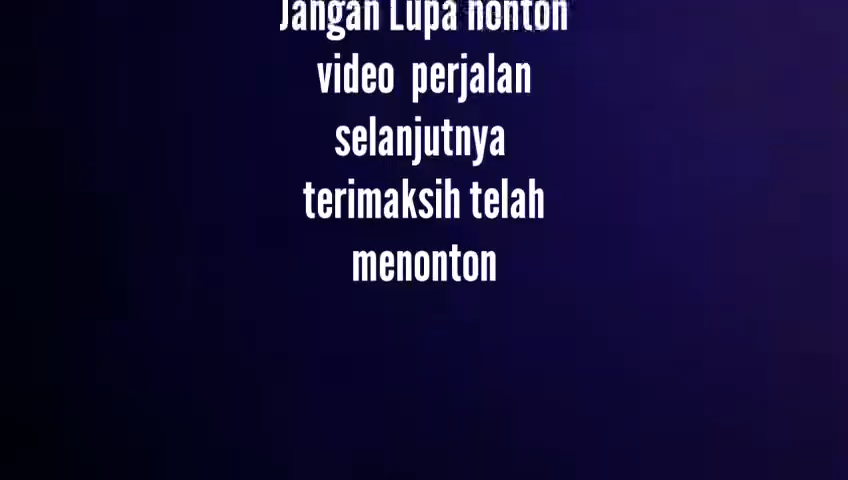 Jangan Lupa nonton
video perjalan
selanjutnya
terimaksih telah
menonton